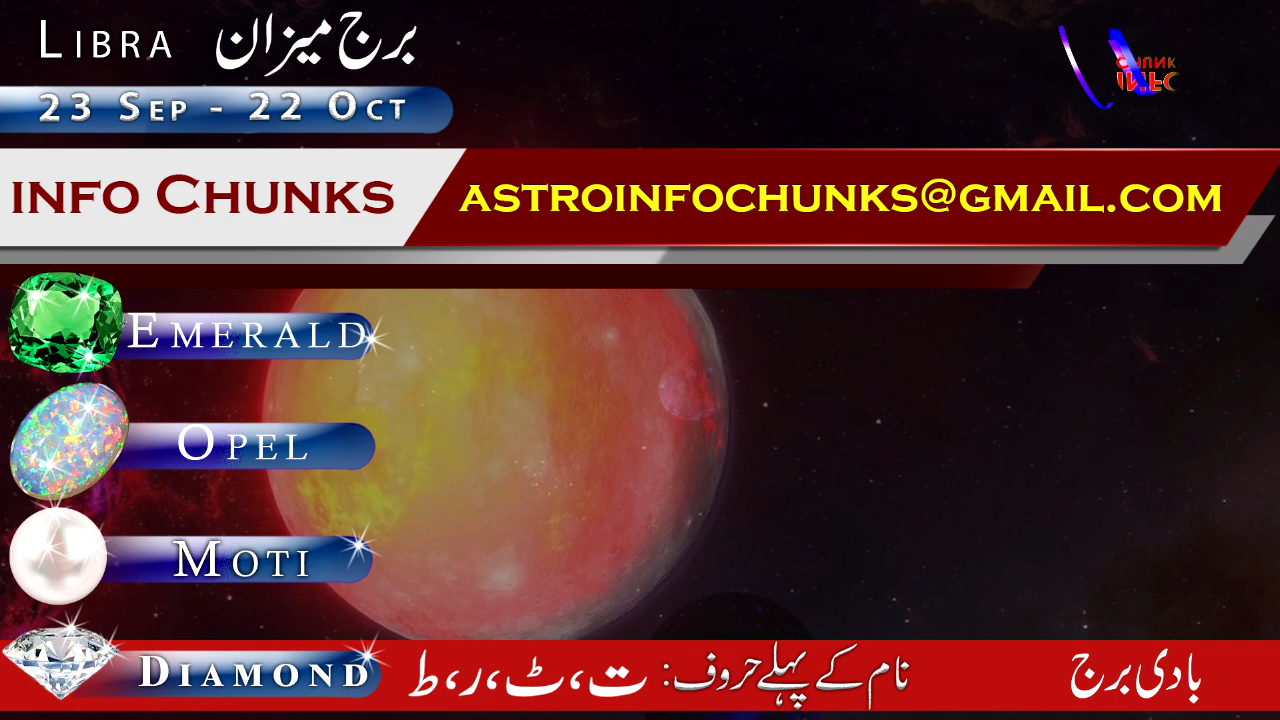 Libra برج میزان
23 Sep - 22 Oct
info Chunks astroinfochunks@gmail.com
Emerald
Opel
Moti
Diamond
نام کے پہلے حروف: ت، ٹ، ر، ط
بادی برج